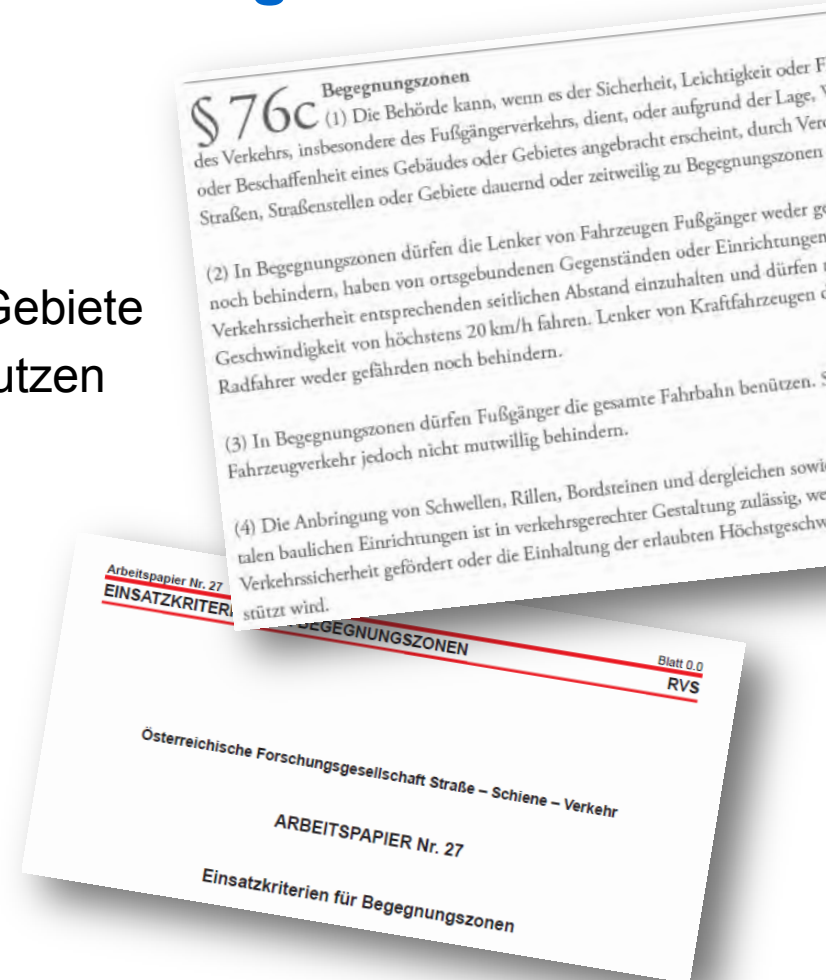 Gebiete
utzen
§ 76c Begegnungszonen
(1) Die Behörde kann, wenn es der Sicherheit, Leichtigkeit oder F
des Verkehrs, insbesondere des Fußgängerverkehrs, dient, oder aufgrund der Lage,
oder Beschaffenheit eines Gebäudes oder Gebietes angebracht erscheint, durch Vero
Straßen, Straßenstellen oder Gebiete dauernd oder zeitweilig zu Begegnungszonen
(2) In Begegnungszonen dürfen die Lenker von Fahrzeugen Fußgänger weder ge
noch behindern, haben von ortsgebundenen Gegenständen oder Einrichtungen
Verkehrssicherheit entsprechenden seitlichen Abstand einzuhalten und dürfen
Geschwindigkeit von höchstens 20 km/h fahren. Lenker von Kraftfahrzeugen d
Radfahrer weder gefährden noch behindern.
(3) In Begegnungszonen dürfen Fußgänger die gesamte Fahrbahn benützen. S
Fahrzeugverkehr jedoch nicht mutwillig behindern.
(4) Die Anbringung von Schwellen, Rillen, Bordsteinen und dergleichen sowie
talen baulichen Einrichtungen ist in verkehrsgerechter Gestaltung zulässig, we
Verkehrssicherheit gefördert oder die Einhaltung der erlaubten Höchstgeschw
stützt wird.
Arbeitspapier Nr. 27
Blatt 0.0
EINSATZKRITERI BEGEGNUNGSZONEN
RVS
Österreichische Forschungsgesellschaft Straße – Schiene – Verkehr
ARBEITSPAPIER Nr. 27
Einsatzkriterien für Begegnungszonen